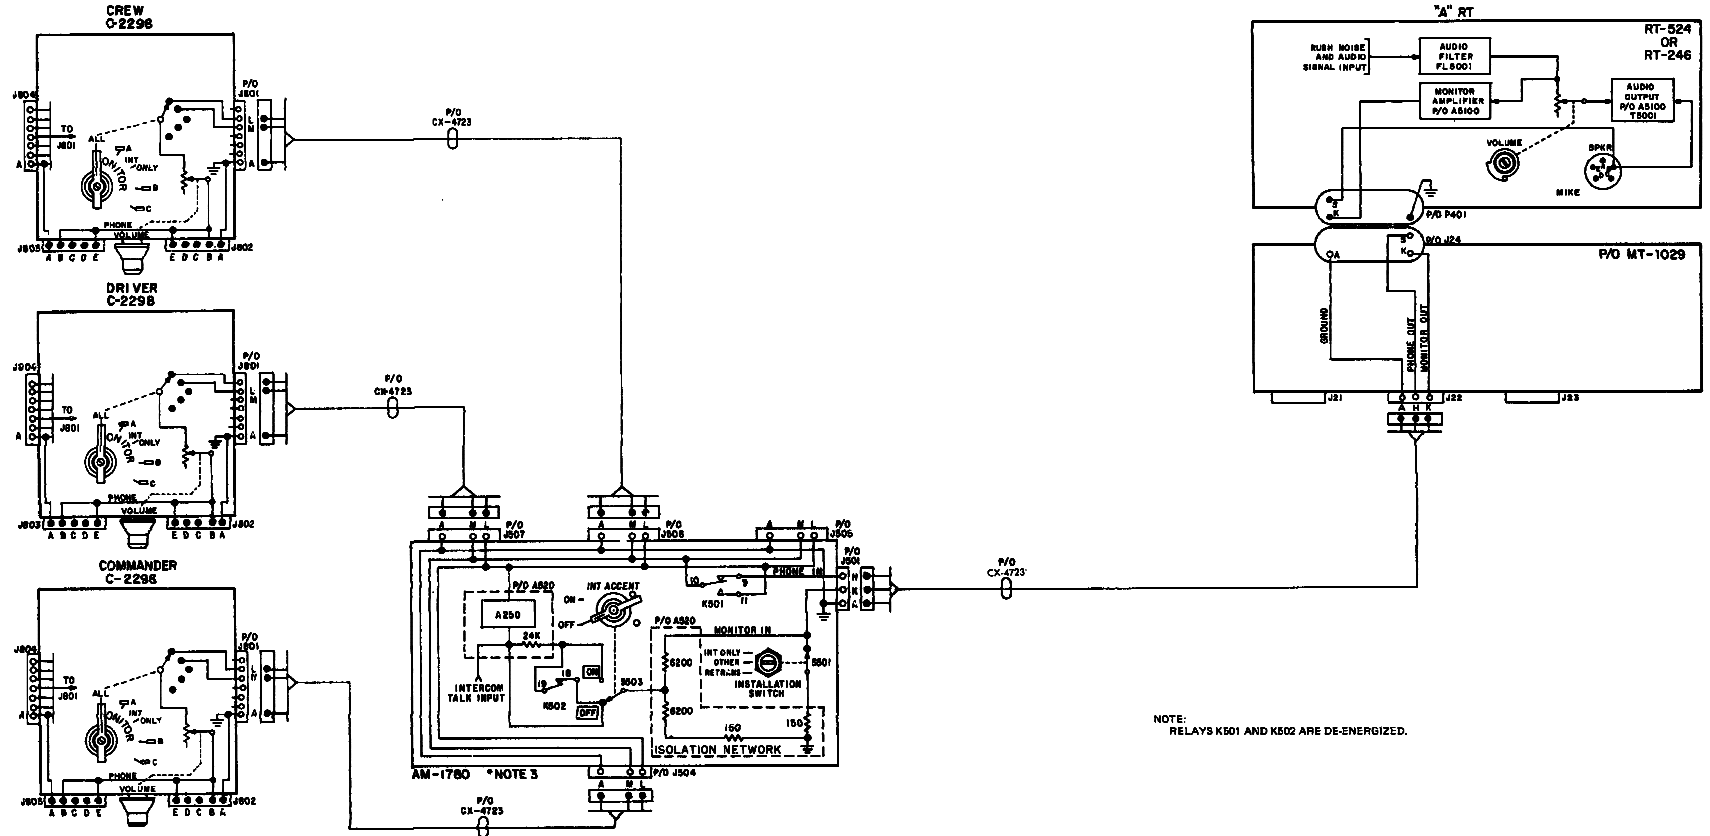 CREW
C-2298
P/O
J801
J804
L
M
TO
J801
ALL
A
INT
ONLY
MONITOR
B
C
A
A
PHONE
VOLUME
J803
A B C D E
E D C B A
J802
P/O
CX-4723
DRIVER
C-2298
P/O
J801
J804
L
M
TO
J801
ALL
A
INT
ONLY
MONITOR
B
C
A
A
PHONE
VOLUME
J803
A B C D E
E D C B A
J802
P/O
CX-4723
COMMANDER
C-2298
P/O
J801
J804
L
M
TO
J801
ALL
A
INT
ONLY
MONITOR
B
C
A
A
PHONE
VOLUME
J803
A B C D E
E D C B A
J802
P/O
CX-4723
A M L
P/O
J507
A M L
P/O
J506
A M L
P/O
J505
P/O
J501
PHONE IN
H
K
A
10
9
11
K501
P/O A520
A250
24K
INT ACCENT
ON
OFF
P/O A520
MONITOR IN
6200
6200
INT ONLY
OTHER
RETRANS
S501
INSTALLATION
SWITCH
INTERCOM
TALK INPUT
19
18
K502
ON
OFF
S503
150
150
ISOLATION NETWORK
AM-1780 *NOTE 3
P/O J504
A M L
P/O
CX-4723
"A" RT
RT-524
OR
RT-246
RUSH NOISE
AND AUDIO
SIGNAL INPUT
AUDIO
FILTER
FL5001
MONITOR
AMPLIFIER
P/O A5100
AUDIO
OUTPUT
P/O A5100
T5001
VOLUME
SPKR
MIKE
S
K
P/O P401
S
K
A
P/O J24
P/O MT-1029
GROUND
PHONE OUT
MONITOR OUT
J21
J22
J23
A H K
NOTE:
RELAYS K501 AND K502 ARE DE-ENERGIZED.